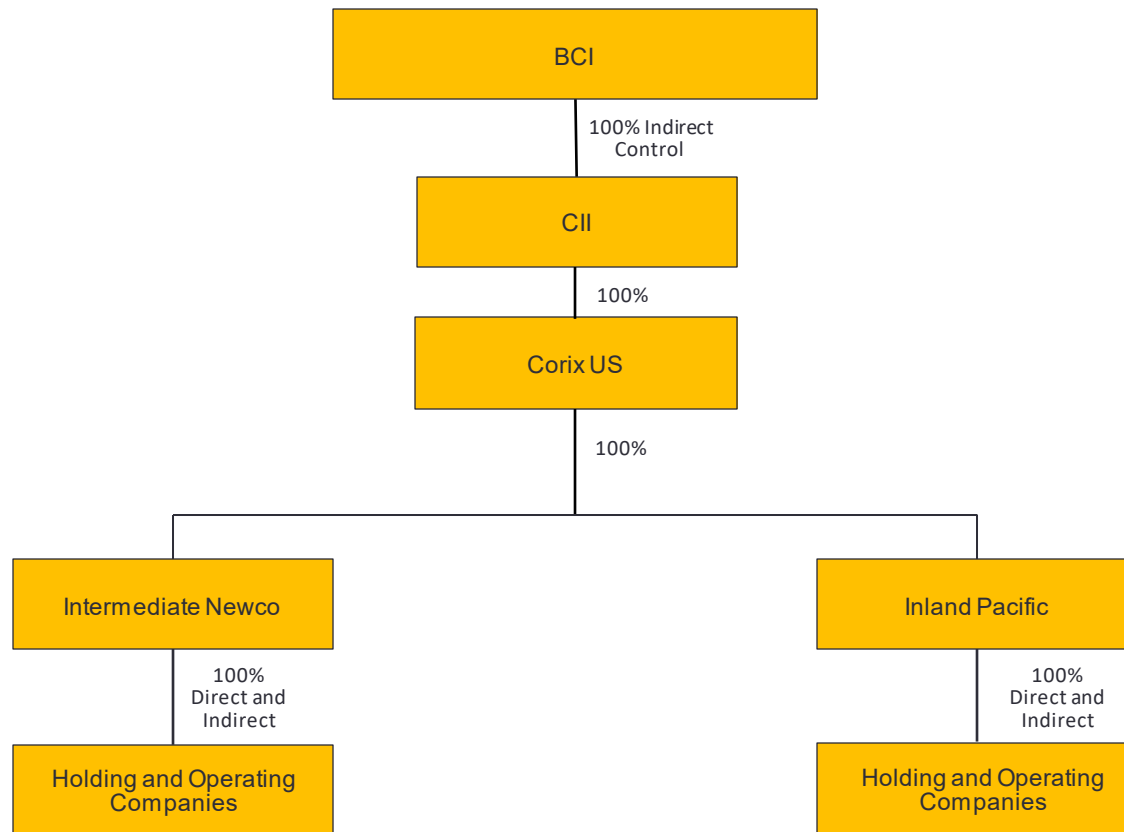 BCI
100% Indirect
Control
CII
100%
Corix US
100%
Intermediate Newco
Inland Pacific
100%
Direct and
Indirect
100%
Direct and
Indirect
Holding and Operating
Companies
Holding and Operating
Companies